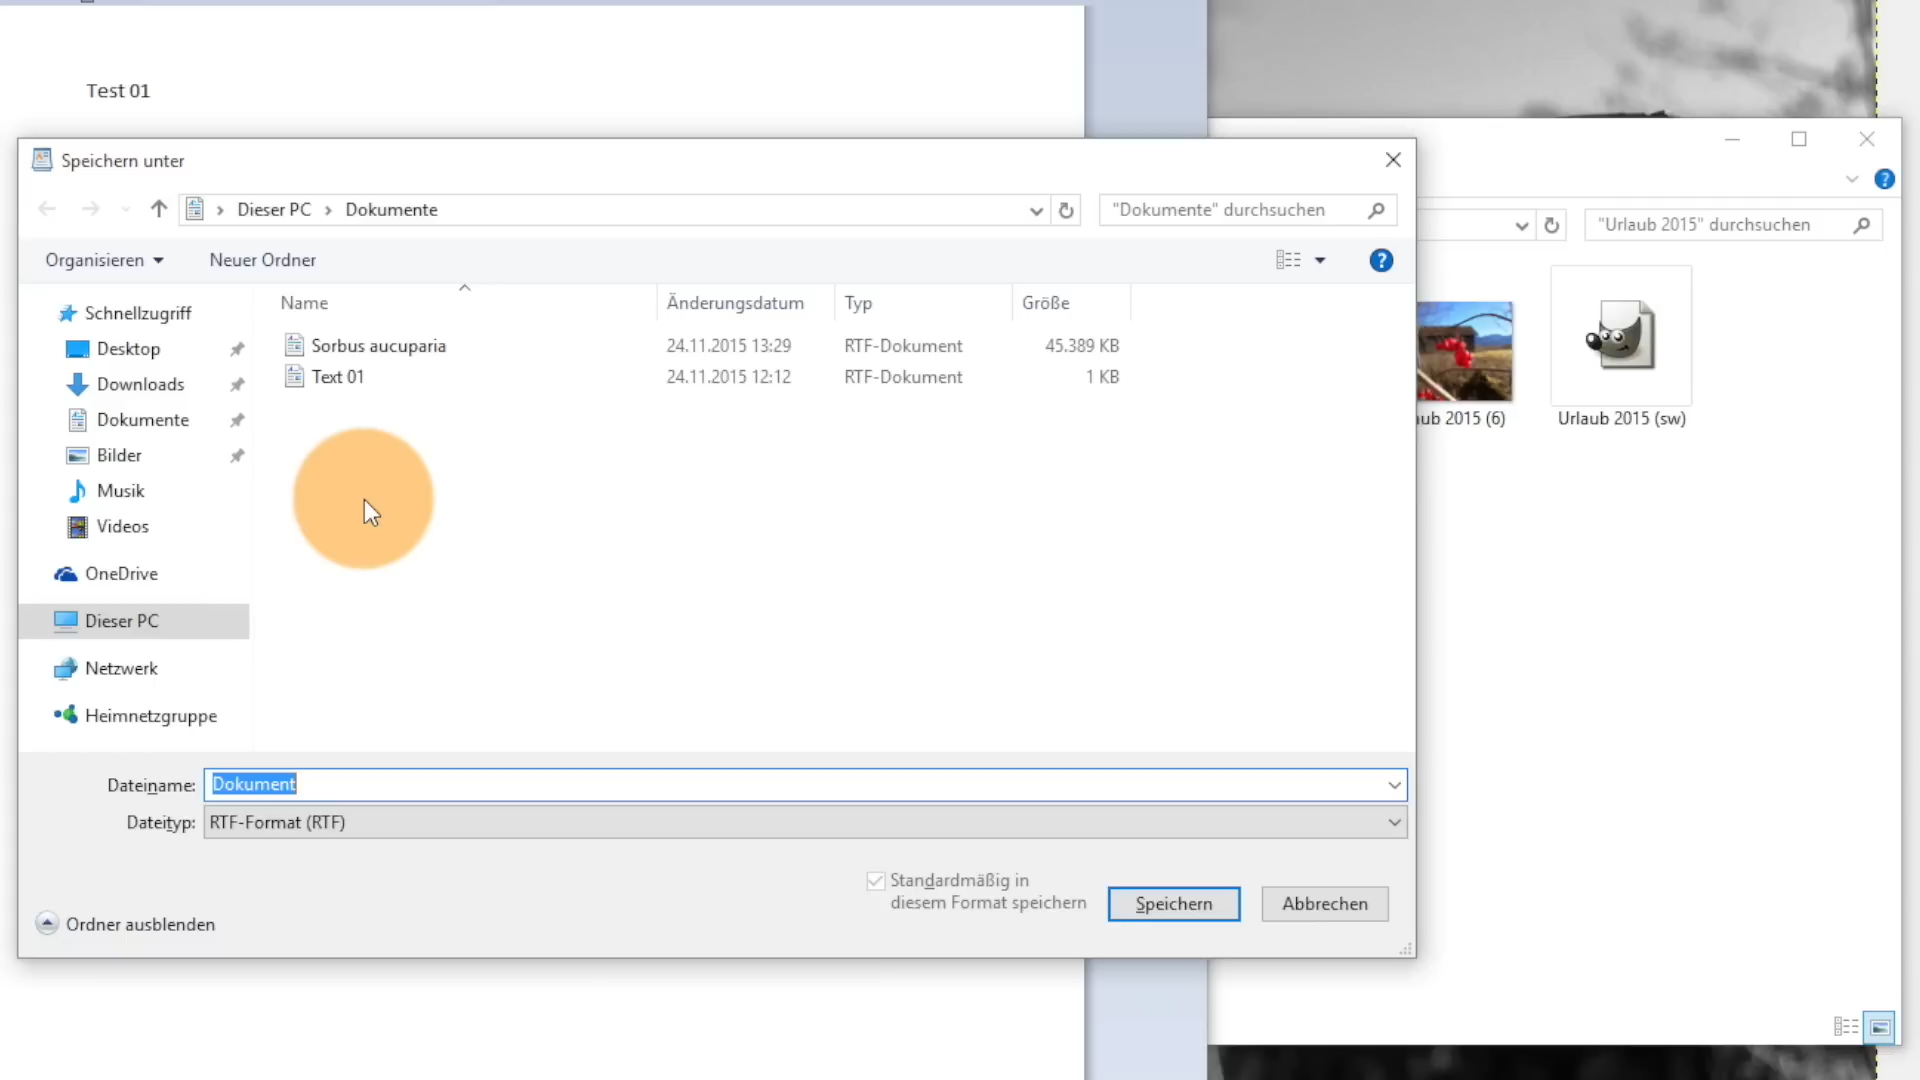 Test 01
Speichern unter
Dieser PC > Dokumente
"Dokumente" durchsuchen
"Urlaub 2015" durchsuchen
Organisieren
Neuer Ordner
Name
Änderungsdatum
Typ
Größe
Sorbus aucuparia 24.11.2015 13:29 RTF-Dokument 45.389 KB
Text 01 24.11.2015 12:12 RTF-Dokument 1 KB
Schnellzugriff
Desktop
Downloads
Dokumente
Bilder
Musik
Videos
OneDrive
Dieser PC
Netzwerk
Heimnetzgruppe
2015 (6)
Urlaub 2015 (sw)
Dateiname: Dokument
Dateityp: RTF-Format (RTF)
Standardmäßig in
diesem Format speichern
Speichern
Abbrechen
Ordner ausblenden